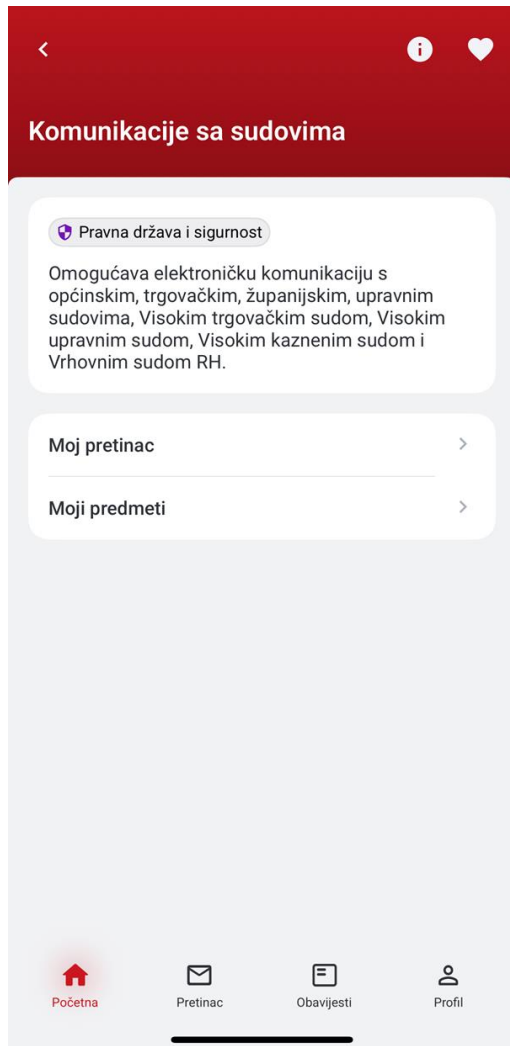 Komunikacije sa sudovima
Pravna država i sigurnost
Omogućava elektroničku komunikaciju s
općinskim, trgovačkim, županijskim, upravnim
sudovima, Visokim trgovačkim sudom, Visokim
upravnim sudom, Visokim kaznenim sudom i
Vrhovnim sudom RH.
Moj pretinac
Moji predmeti
Početna
Pretinac
Obavijesti
Profil